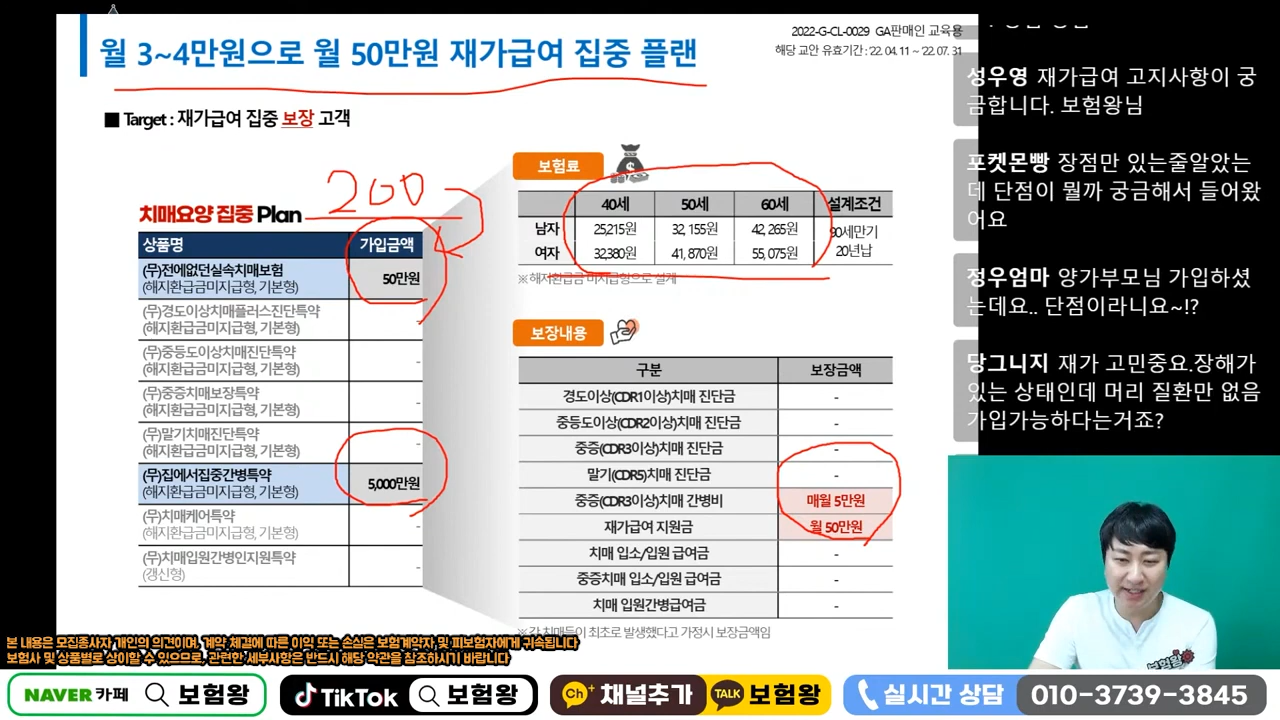 2022-G-CL-0029 GA판매인 교육용
해당 교안 유효기간 : '22. 04. 11 ~ '22. 07. 31
월 3~4만원으로 월 50만원 재가급여 집중 플랜
■ Target : 재가급여 집중 보장 고객
200
치매요양 집중 Plan
상품명 가입금액
(무)전에없던실속치매보험
(해지환급금미지급형, 기본형) 50만원
(무)경도이상치매플러스진단특약
(해지환급금미지급형, 기본형) -
(무)중등도이상치매진단특약
(해지환급금미지급형, 기본형) -
(무)중증치매보장특약
(해지환급금미지급형, 기본형) -
(무)말기치매진단특약
(해지환급금미지급형, 기본형) -
(무)집에서집중간병특약
(해지환급금미지급형, 기본형) 5,000만원
(무)치매케어특약
(해지환급금미지급형, 기본형) -
(무)치매입원간병인지원특약
(갱신형) -
보험료
40세 50세 60세 설계조건
남자 25,215원 32,155원 42,265원 90세만기
여자 32,380원 41,870원 55,075원 20년납
※ 해지환급금 미지급형으로 설계
보장내용
구분 보장금액
경도이상(CDR1이상)치매 진단금 -
중등도이상(CDR2이상)치매 진단금 -
중증(CDR3이상)치매 진단금 -
말기(CDR5)치매 진단금 -
중증(CDR3이상)치매 간병비 매월 5만원
재가급여 지원금 월 50만원
치매 입소/입원 급여금 -
중증치매 입소/입원 급여금 -
치매 입원간병급여금 -
※ 각 치매들이 최초로 발생했다고 가정시 보장금액임
성우영 재가급여 고지사항이 궁
금합니다. 보험왕님
포켓몬빵 장점만 있는줄알았는
데 단점이 뭘까 궁금해서 들어왔
어요
정우엄마 양가부모님 가입하셨
는데요.. 단점이라니요~!?
당그니지 재가 고민중요.장해가
있는 상태인데 머리 질환만 없음
가입가능하다는거죠?
보험왕
본 내용은 모집종사자 개인의 의견이며, 계약 체결에 따른 이익 또는 손실은 보험계약자 및 피보험자에게 귀속됩니다
보험사 및 상품별로 상이할 수 있으므로, 관련한 세부사항은 반드시 해당 약관을 참조하시기 바랍니다
NAVER 카페 보험왕
TikTok 보험왕
Ch+ 채널추가 TALK 보험왕
실시간 상담 010-3739-3845